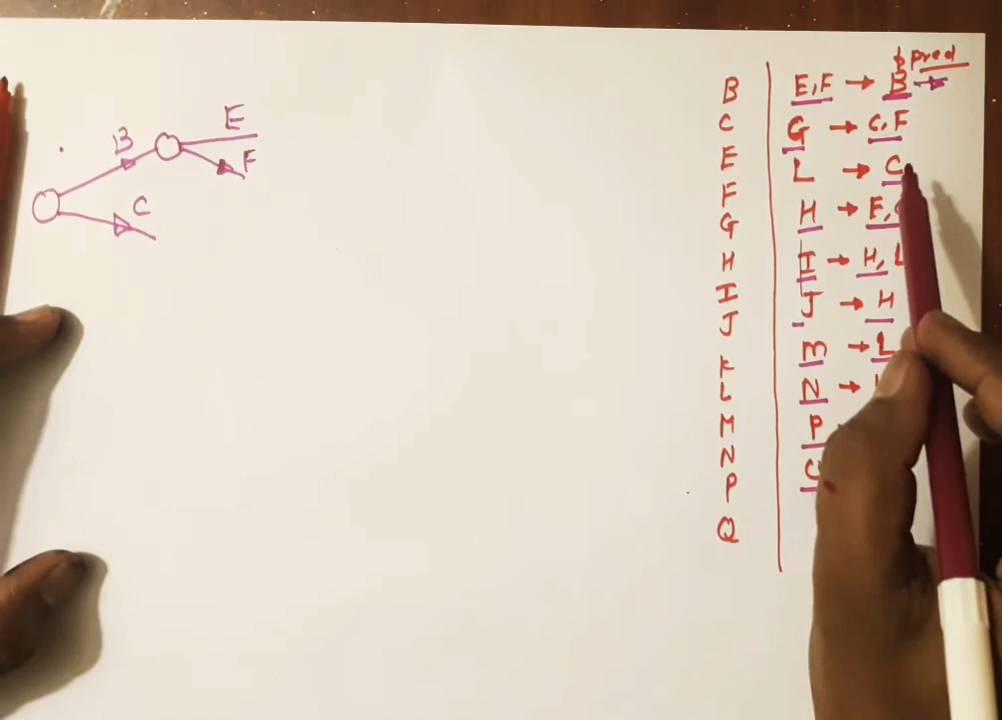 pred
B
E,F → B
C
G → C,F
E
L → C
F
G
H → E,
H
I → H, L
I
J
J → H
K
M → L
L
N →
M
P
N
P
Q
B
E
F
C